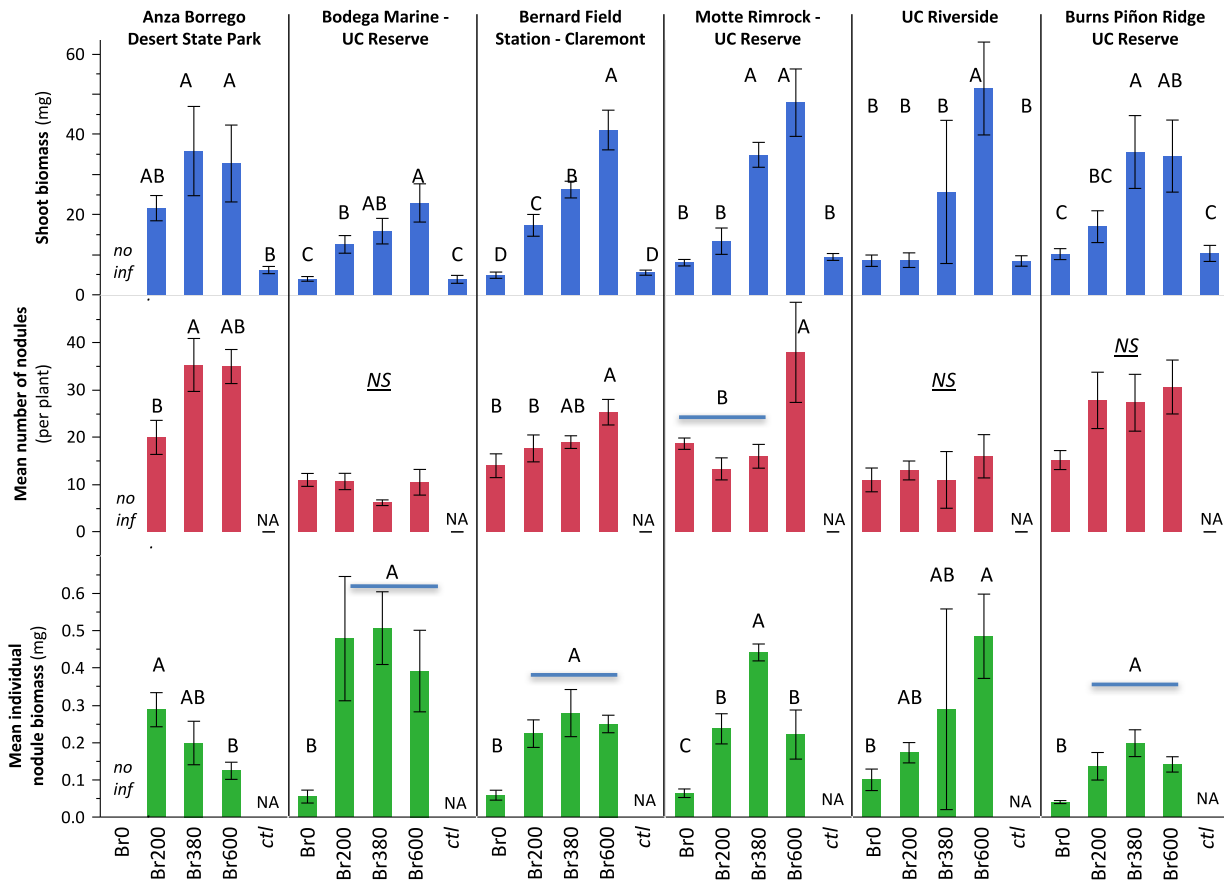 Anza Borrego
Desert State Park
Bodega Marine -
UC Reserve
Bernard Field
Station - Claremont
Motte Rimrock -
UC Reserve
UC Riverside
Burns Piñon Ridge
UC Reserve
Shoot biomass (mg)
60
40
20
0
no
inf
AB
A
A
B
C
B
AB
A
C
D
C
B
A
D
B
B
A
A
B
B
B
B
A
B
C
BC
A
AB
C
Mean number of nodules
(per plant)
40
30
20
10
0
no
inf
B
A
AB
NA
NS
NA
B
B
AB
A
NA
B
A
NA
NS
NA
NS
NA
Mean individual
nodule biomass (mg)
0.6
0.5
0.4
0.3
0.2
0.1
0.0
no
inf
A
AB
B
NA
B
A
NA
B
A
NA
C
B
A
B
NA
B
AB
AB
A
NA
B
A
NA
Br0
Br200
Br380
Br600
ctl
Br0
Br200
Br380
Br600
ctl
Br0
Br200
Br380
Br600
ctl
Br0
Br200
Br380
Br600
ctl
Br0
Br200
Br380
Br600
ctl
Br0
Br200
Br380
Br600
ctl